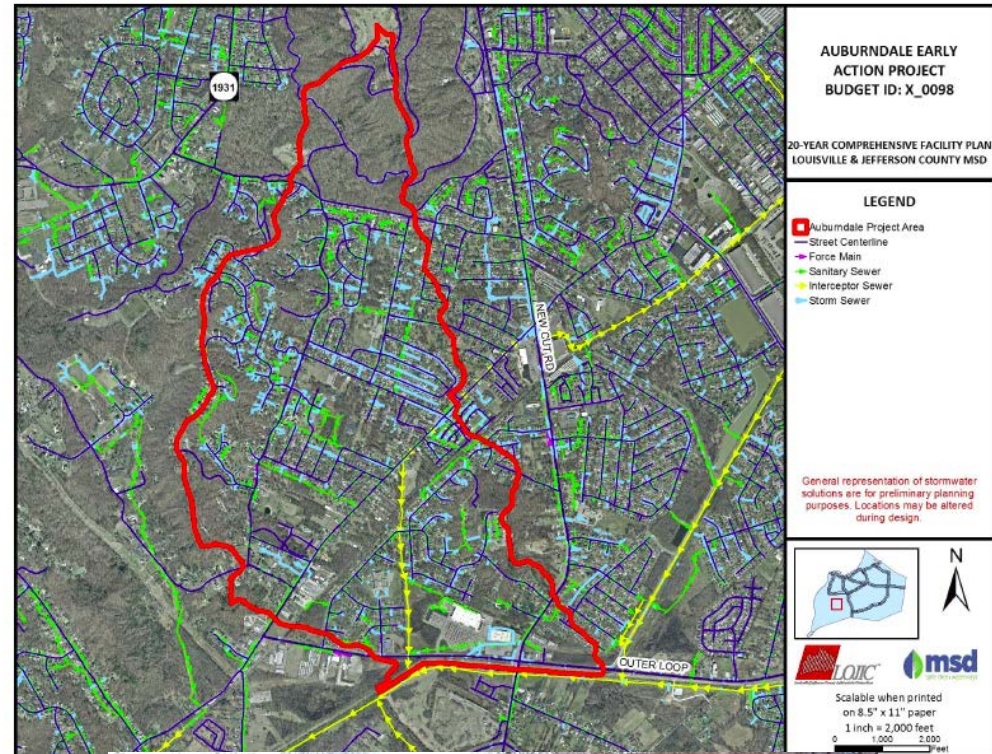 1931
NEW CUT RD
OUTER LOOP
AUBURNDALE EARLY
ACTION PROJECT
BUDGET ID: X_0098
20-YEAR COMPREHENSIVE FACILITY PLAN
LOUISVILLE & JEFFERSON COUNTY MSD
LEGEND
Auburndale Project Area
Street Centerline
Force Main
Sanitary Sewer
Interceptor Sewer
Storm Sewer
General representation of stormwater
solutions are for preliminary planning
purposes. Locations may be altered
during design.
N
LOJIC
msd
Scalable when printed
on 8.5" x 11" paper
1 inch = 2,000 feet
0 1,000 2,000
Feet